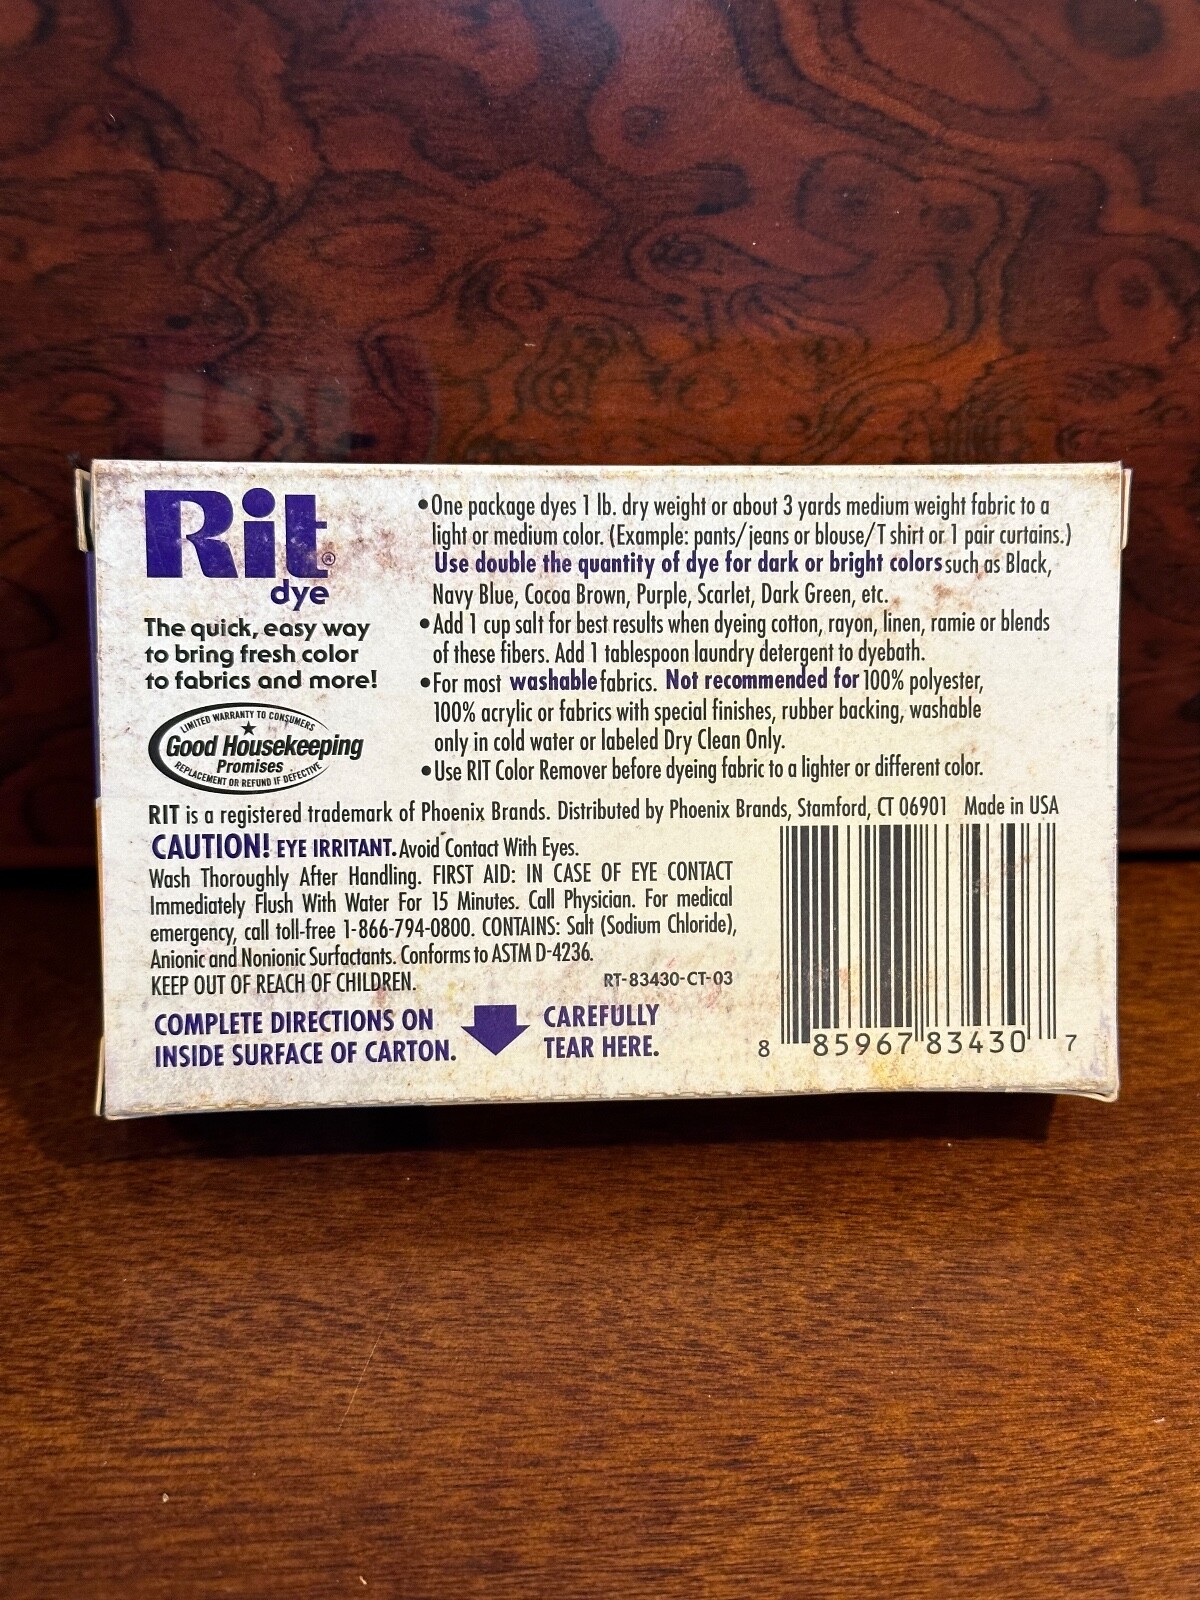 Rit®
dye
The quick, easy way
to bring fresh color
to fabrics and more!
LIMITED WARRANTY TO CONSUMERS
Good Housekeeping
Promises
REPLACEMENT OR REFUND IF DEFECTIVE
•One package dyes 1 lb. dry weight or about 3 yards medium weight fabric to a
light or medium color. (Example: pants/jeans or blouse/T shirt or 1 pair curtains.)
Use double the quantity of dye for dark or bright colors such as Black,
Navy Blue, Cocoa Brown, Purple, Scarlet, Dark Green, etc.
•Add 1 cup salt for best results when dyeing cotton, rayon, linen, ramie or blends
of these fibers. Add 1 tablespoon laundry detergent to dyebath.
•For most washable fabrics. Not recommended for 100% polyester,
100% acrylic or fabrics with special finishes, rubber backing, washable
only in cold water or labeled Dry Clean Only.
•Use RIT Color Remover before dyeing fabric to a lighter or different color.
RIT is a registered trademark of Phoenix Brands. Distributed by Phoenix Brands, Stamford, CT 06901 Made in USA
CAUTION! EYE IRRITANT. Avoid Contact With Eyes.
Wash Thoroughly After Handling. FIRST AID: IN CASE OF EYE CONTACT
Immediately Flush With Water For 15 Minutes. Call Physician. For medical
emergency, call toll-free 1-866-794-0800. CONTAINS: Salt (Sodium Chloride),
Anionic and Nonionic Surfactants. Conforms to ASTM D-4236.
KEEP OUT OF REACH OF CHILDREN. RT-83430-CT-03
COMPLETE DIRECTIONS ON
INSIDE SURFACE OF CARTON.
CAREFULLY
TEAR HERE.
8 85967 83430 7